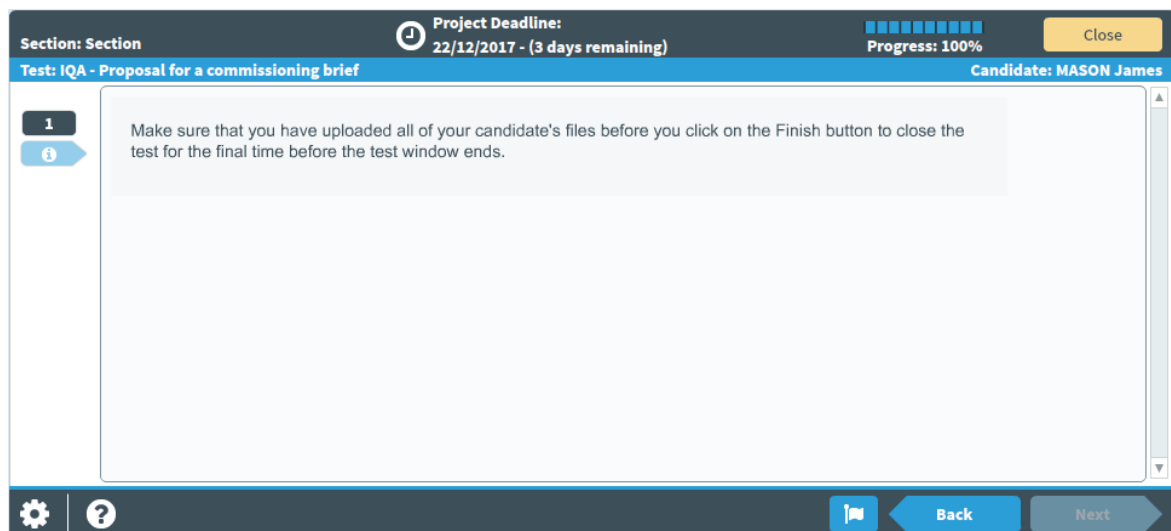 Project Deadline:
Section: Section
22/12/2017 - (3 days remaining)
Progress: 100%
Close
Test: IQA - Proposal for a commissioning brief
Candidate: MASON James
1
Make sure that you have uploaded all of your candidate's files before you click on the Finish button to close the
test for the final time before the test window ends.
Back
Next